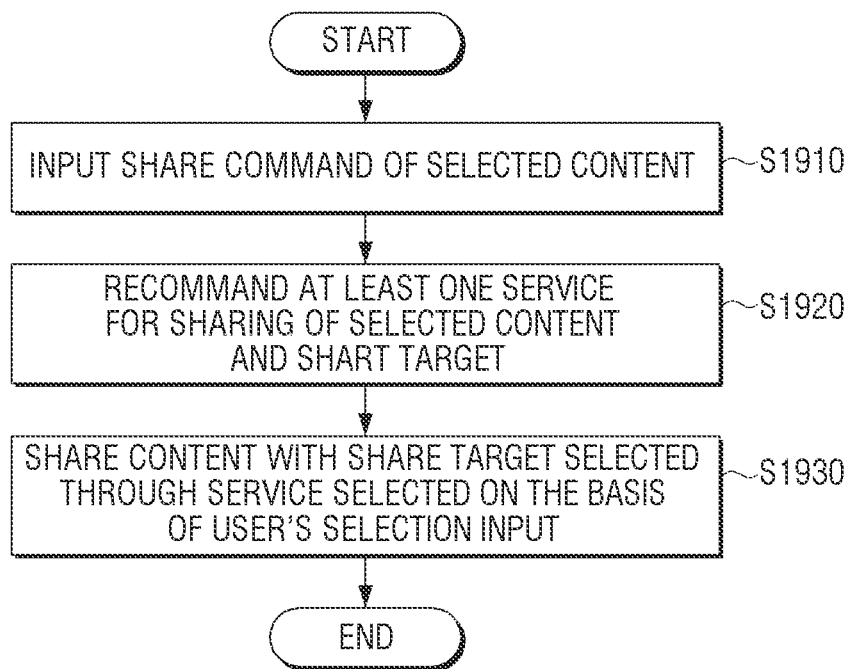 START
INPUT SHARE COMMAND OF SELECTED CONTENT
S1910
RECOMMAND AT LEAST ONE SERVICE
FOR SHARING OF SELECTED CONTENT
AND SHART TARGET
S1920
SHARE CONTENT WITH SHARE TARGET SELECTED
THROUGH SERVICE SELECTED ON THE BASIS
OF USER'S SELECTION INPUT
S1930
END